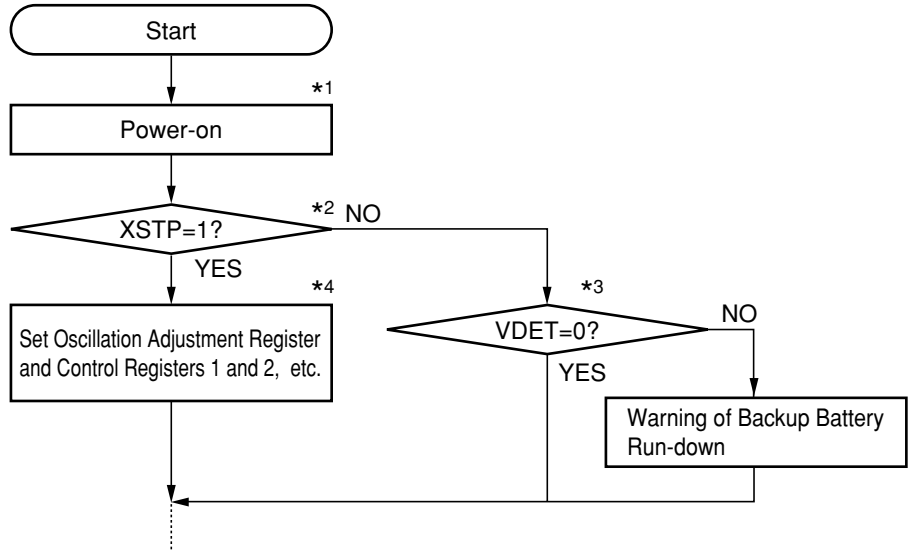 Start
*1
Power-on
*2
XSTP=1?
NO
YES
*4
Set Oscillation Adjustment Register
and Control Registers 1 and 2, etc.
*3
VDET=0?
NO
YES
Warning of Backup Battery
Run-down